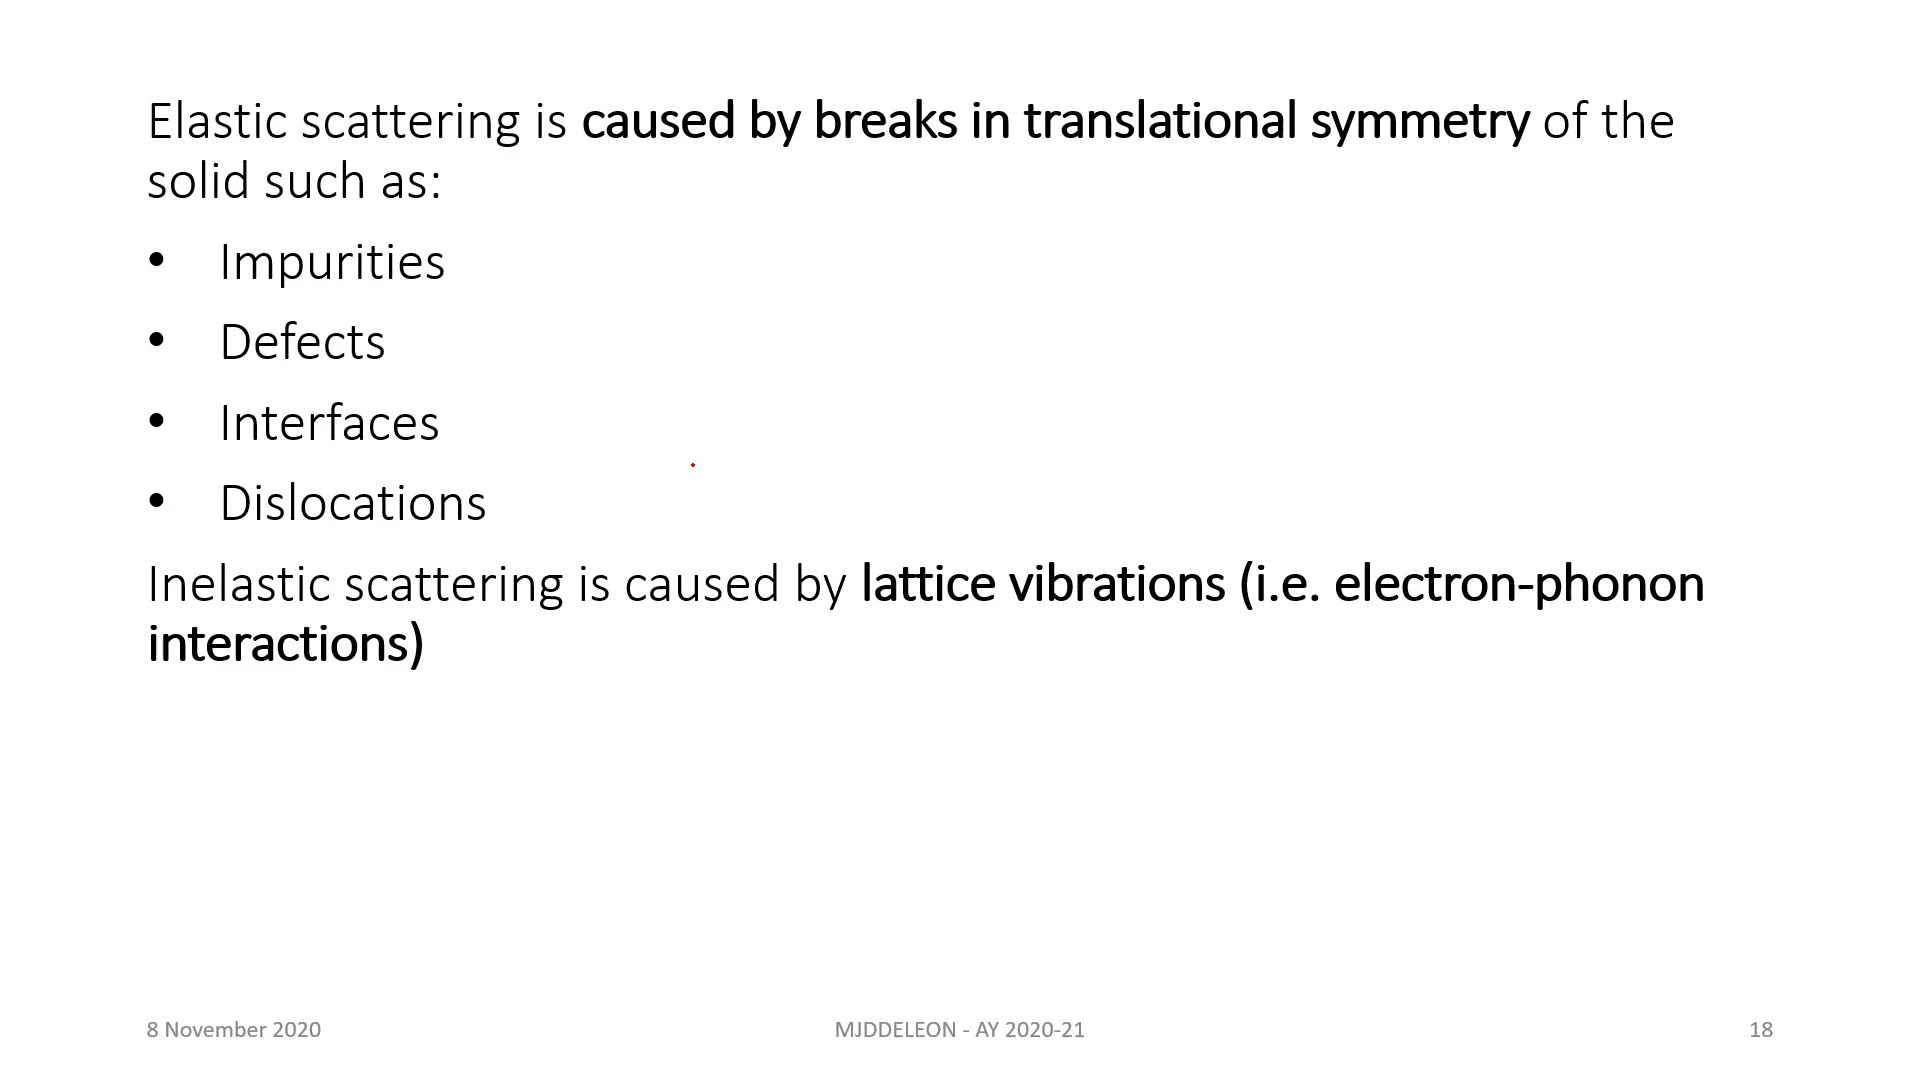 Elastic scattering is caused by breaks in translational symmetry of the
solid such as:
• Impurities
• Defects
• Interfaces
• Dislocations
Inelastic scattering is caused by lattice vibrations (i.e. electron-phonon
interactions)
8 November 2020
MJDDELEON - AY 2020-21
18